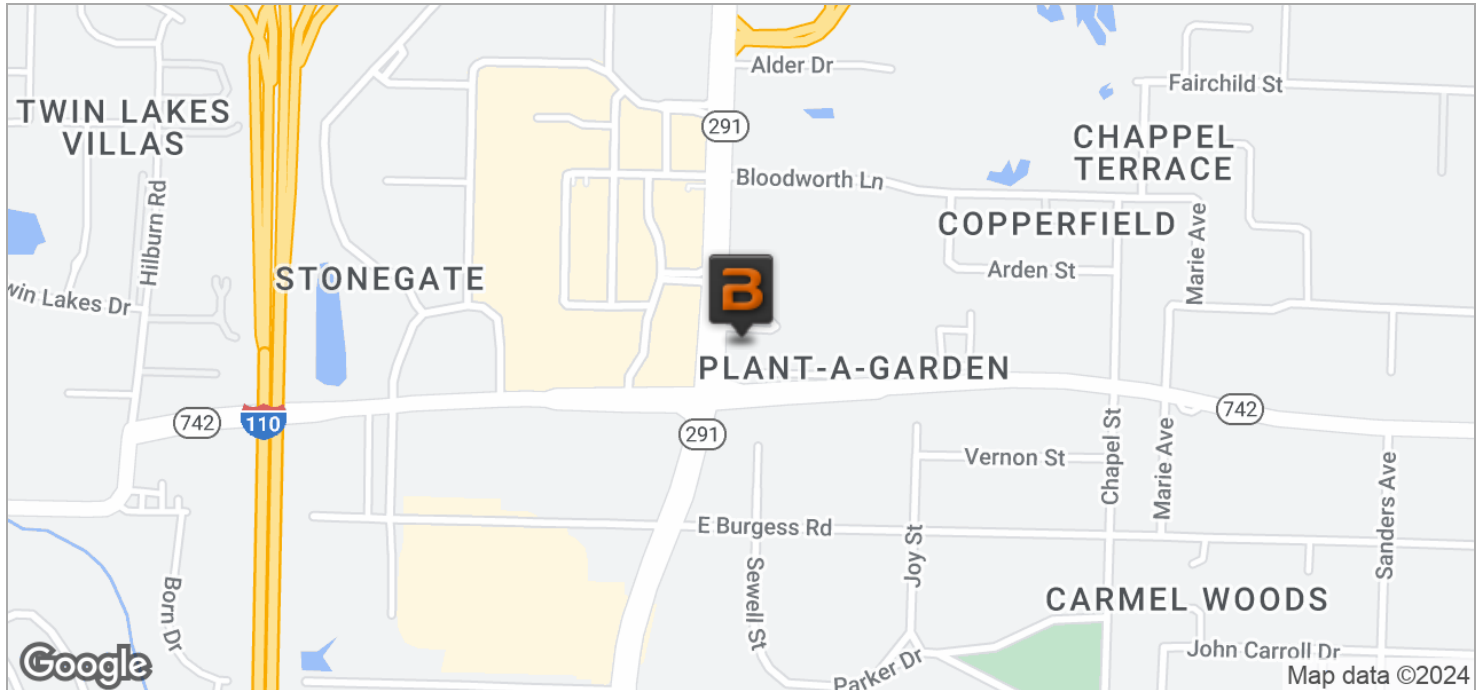 Alder Dr
Fairchild St
TWIN LAKES
VILLAS
291
CHAPPEL
TERRACE
Bloodworth Ln
Hilburn Rd
COPPERFIELD
Marie Ave
STONEGATE
Arden St
B
win Lakes Dr
PLANT-A-GARDEN
742
110
291
742
Vernon St
Chapel St
Marie Ave
E Burgess Rd
Joy St
Sanders Ave
Born Dr
Sewell St
CARMEL WOODS
John Carroll Dr
Parker Dr
Google
Map data ©2024